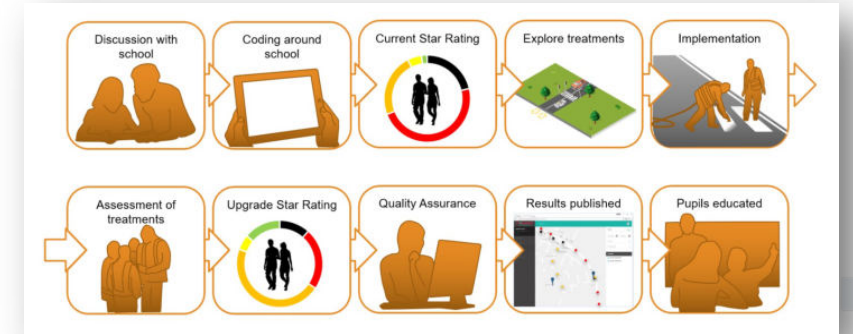 Discussion with
school
Coding around
school
Current Star Rating
Explore treatments
Implementation
Assessment of
treatments
Upgrade Star Rating
Quality Assurance
Results published
Pupils educated